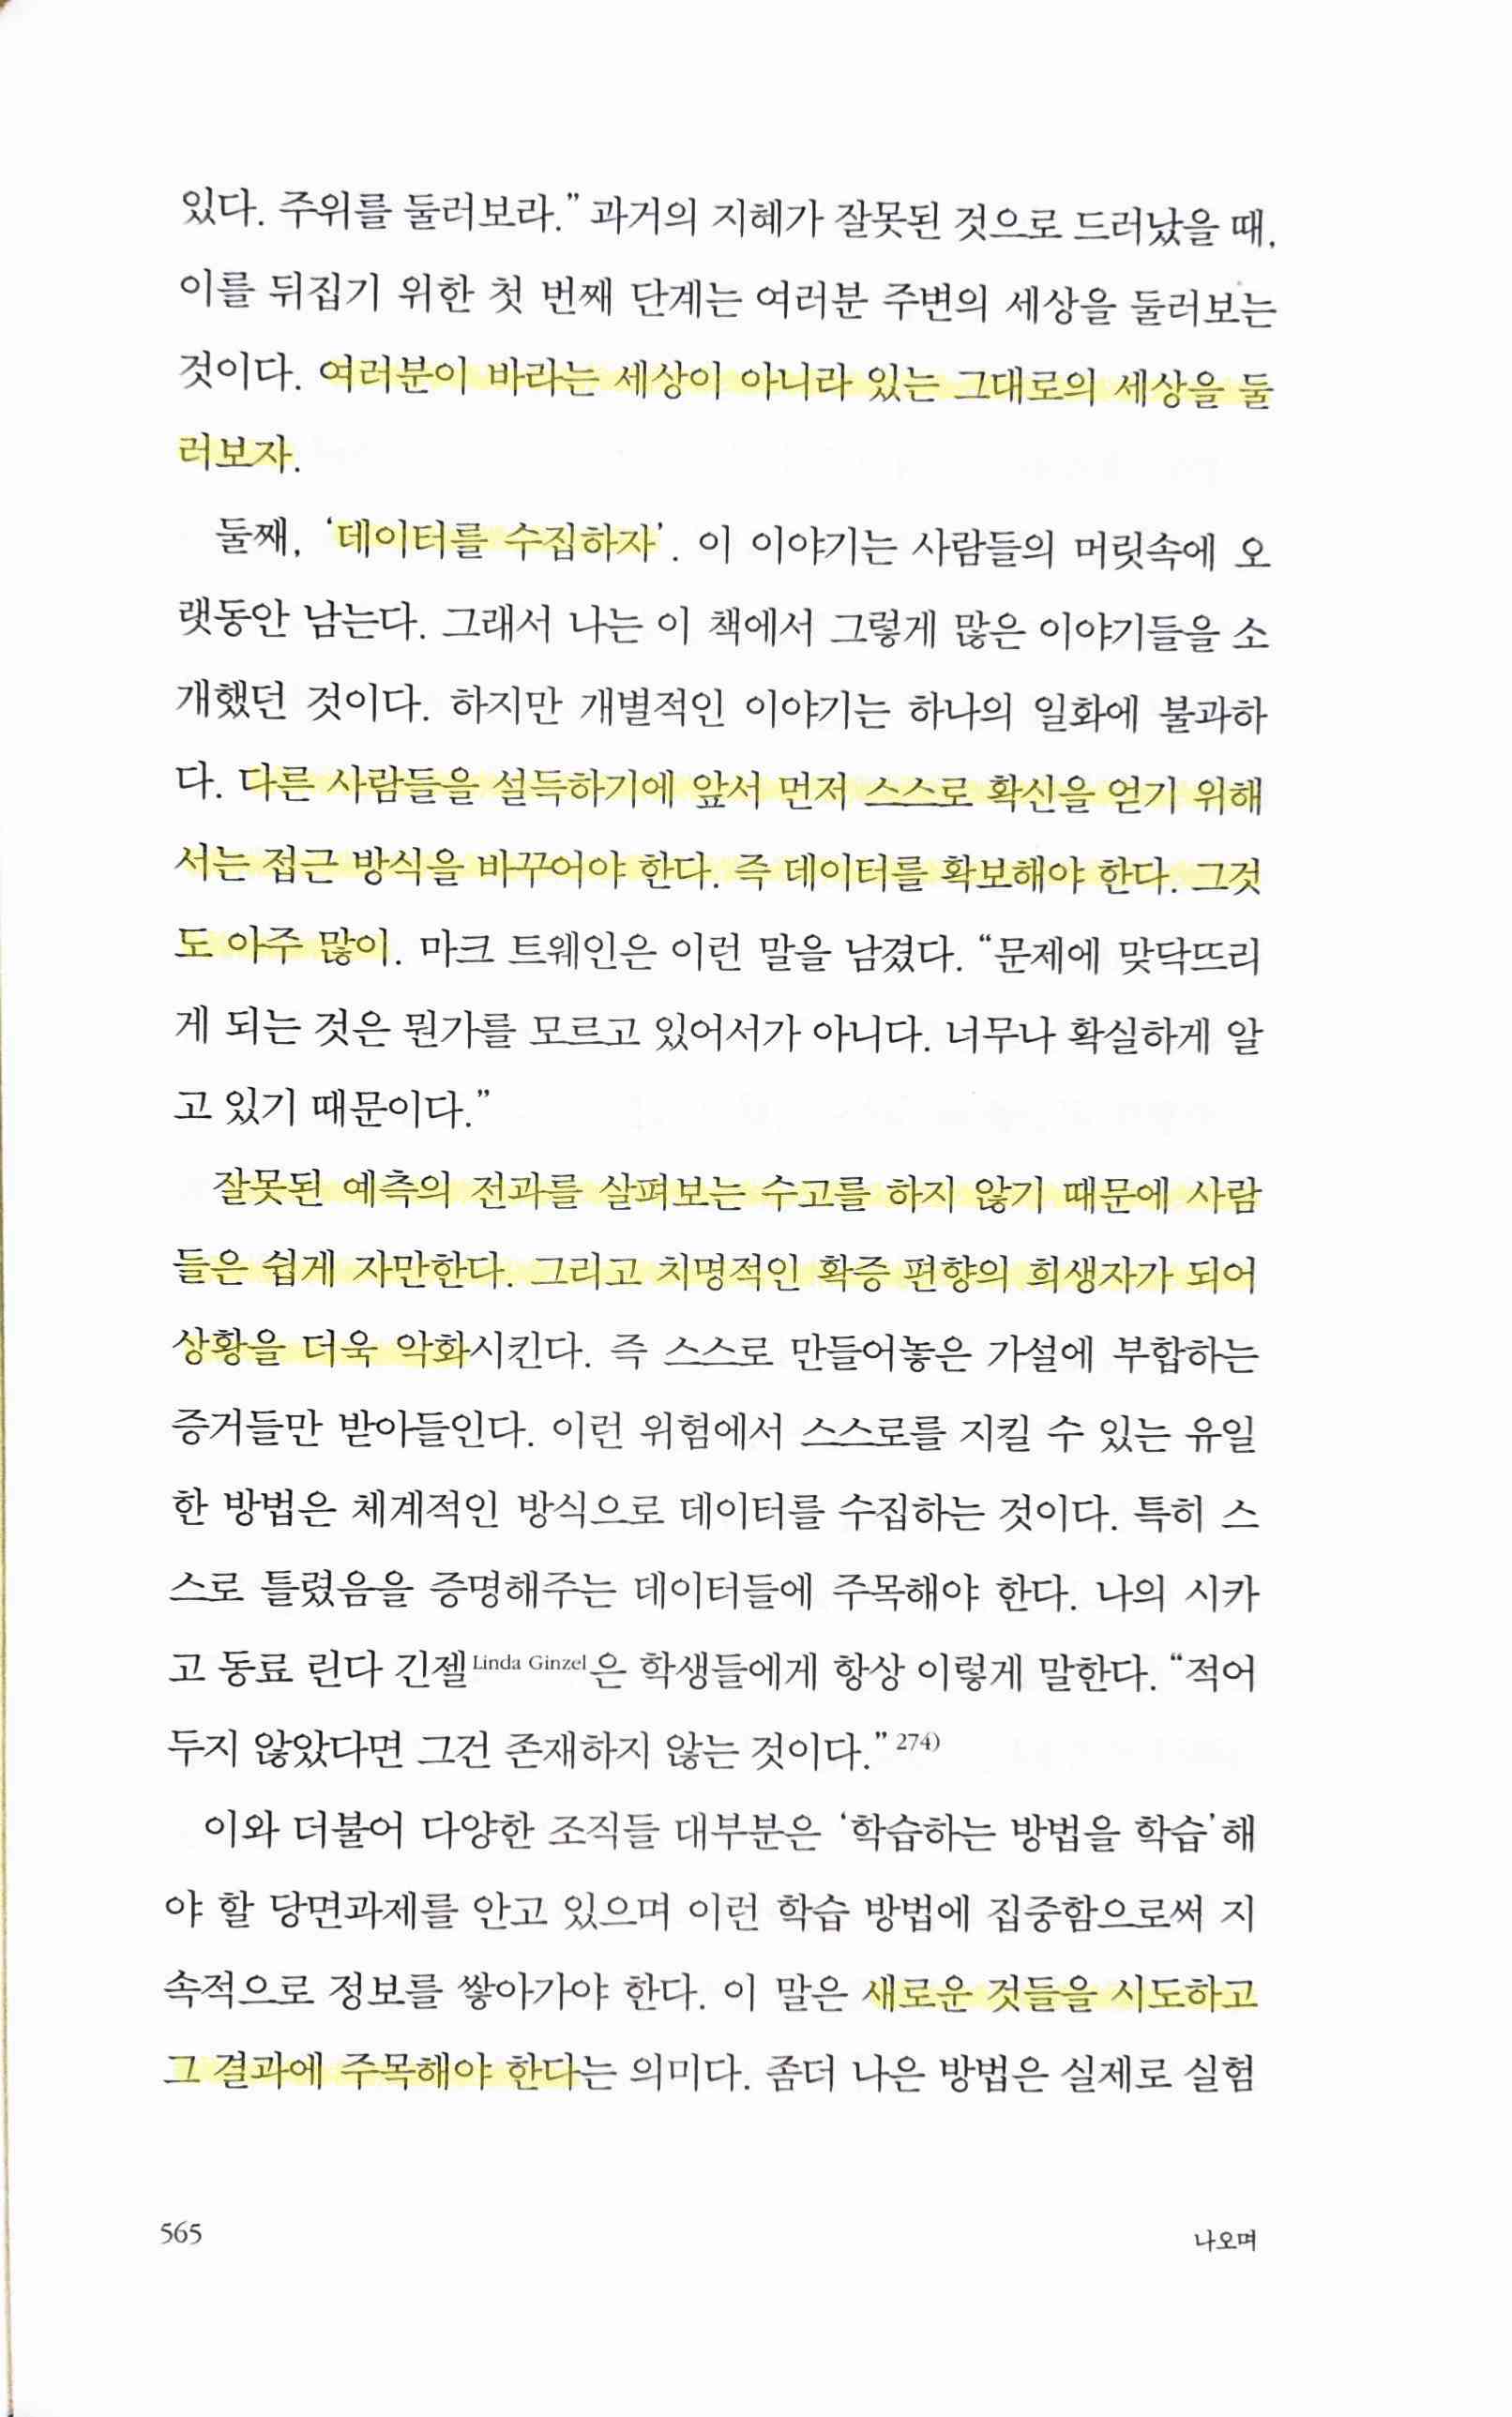 있다. 주위를 둘러보라.” 과거의 지혜가 잘못된 것으로 드러났을 때,
이를 뒤집기 위한 첫 번째 단계는 여러분 주변의 세상을 둘러보는
것이다. 여러분이 바라는 세상이 아니라 있는 그대로의 세상을 둘
러보자.
둘째, ‘데이터를 수집하자’. 이 이야기는 사람들의 머릿속에 오
랫동안 남는다. 그래서 나는 이 책에서 그렇게 많은 이야기들을 소
개했던 것이다. 하지만 개별적인 이야기는 하나의 일화에 불과하
다. 다른 사람들을 설득하기에 앞서 먼저 스스로 확신을 얻기 위해
서는 접근 방식을 바꾸어야 한다. 즉 데이터를 확보해야 한다. 그것
도 아주 많이. 마크 트웨인은 이런 말을 남겼다. “문제에 맞닥뜨리
게 되는 것은 뭔가를 모르고 있어서가 아니다. 너무나 확실하게 알
고 있기 때문이다.”
잘못된 예측의 전과를 살펴보는 수고를 하지 않기 때문에 사람
들은 쉽게 자만한다. 그리고 치명적인 확증 편향의 희생자가 되어
상황을 더욱 악화시킨다. 즉 스스로 만들어놓은 가설에 부합하는
증거들만 받아들인다. 이런 위험에서 스스로를 지킬 수 있는 유일
한 방법은 체계적인 방식으로 데이터를 수집하는 것이다. 특히 스
스로 틀렸음을 증명해주는 데이터들에 주목해야 한다. 나의 시카
고 동료 린다 긴젤Linda Ginzel은 학생들에게 항상 이렇게 말한다. “적어
두지 않았다면 그건 존재하지 않는 것이다.” 274)
이와 더불어 다양한 조직들 대부분은 ‘학습하는 방법을 학습’해
야 할 당면과제를 안고 있으며 이런 학습 방법에 집중함으로써 지
속적으로 정보를 쌓아가야 한다. 이 말은 새로운 것들을 시도하고
그 결과에 주목해야 한다는 의미다. 좀더 나은 방법은 실제로 실험
565
나오며